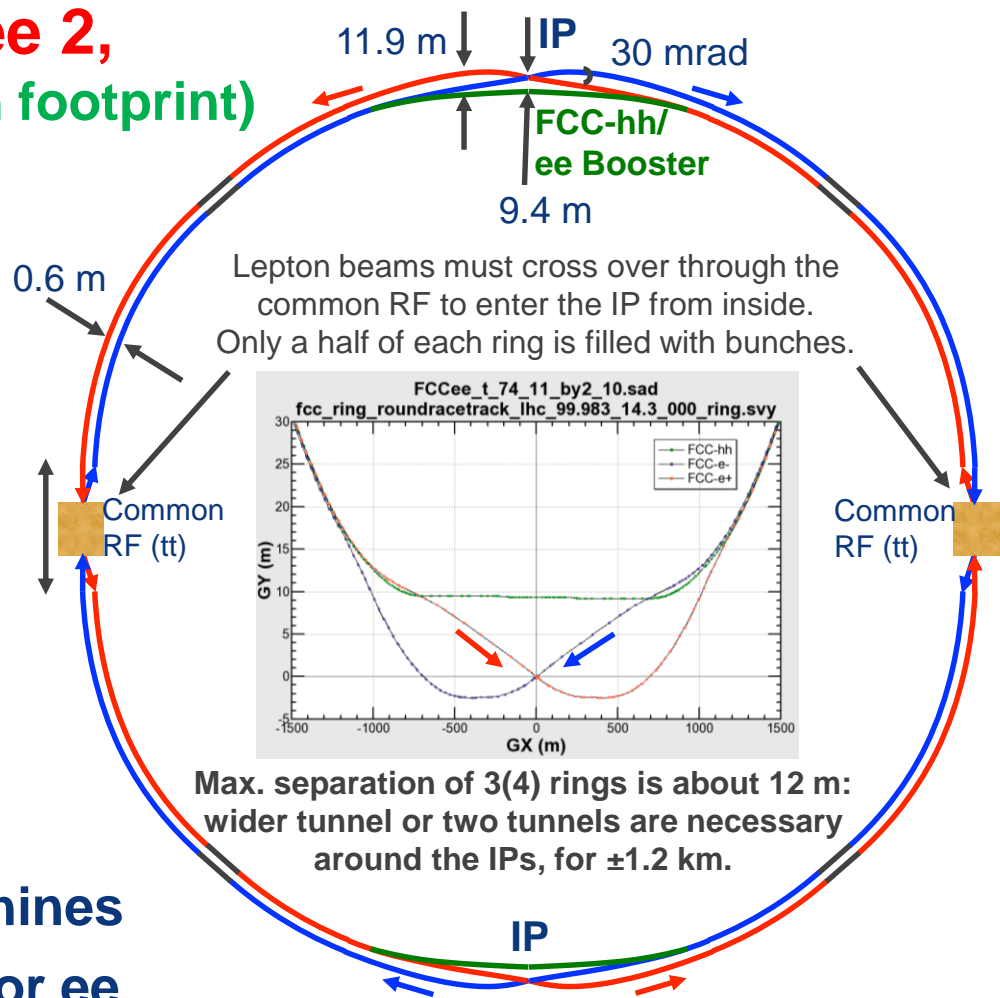 ee 2,
footprint)
11.9 m
IP
30 mrad
FCC-hh/
ee Booster
9.4 m
0.6 m
Lepton beams must cross over through the
common RF to enter the IP from inside.
Only a half of each ring is filled with bunches.
FCCee_t_74_11_by2_10.sad
fcc_ring_roundracetrack_lhc_99.983_14.3_000_ring.svy
30
25
20
15
10
5
0
-5
GY (m)
FCC-hh
FCC-e-
FCC-e+
-1500
-1000
-500
0
500
1000
1500
GX (m)
Common
RF (tt)
Common
RF (tt)
Max. separation of 3(4) rings is about 12 m:
wider tunnel or two tunnels are necessary
around the IPs, for ±1.2 km.
hines
IP
or ee